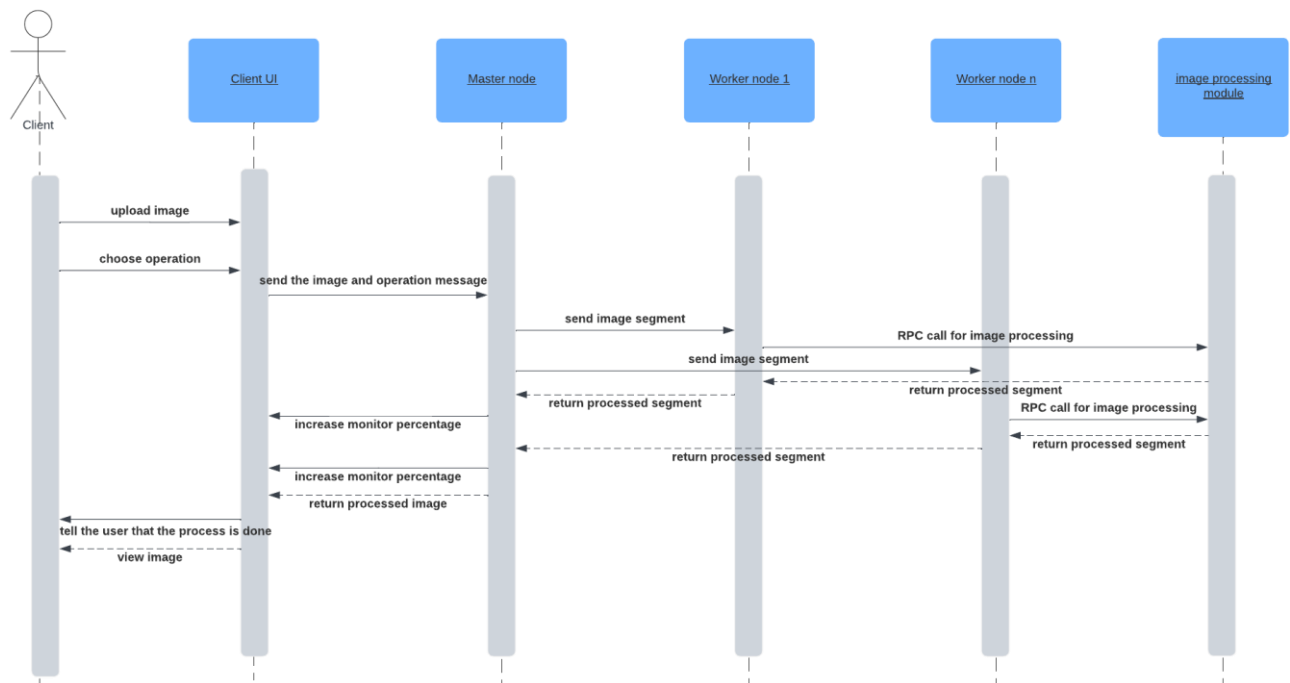 Client UI
Master node
Worker node 1
Worker node n
image processing
module
Client
upload image
choose operation
send the image and operation message
send image segment
RPC call for image processing
send image segment
return processed segment
return processed segment
RPC call for image processing
increase monitor percentage
return processed segment
return processed segment
increase monitor percentage
return processed image
tell the user that the process is done
view image